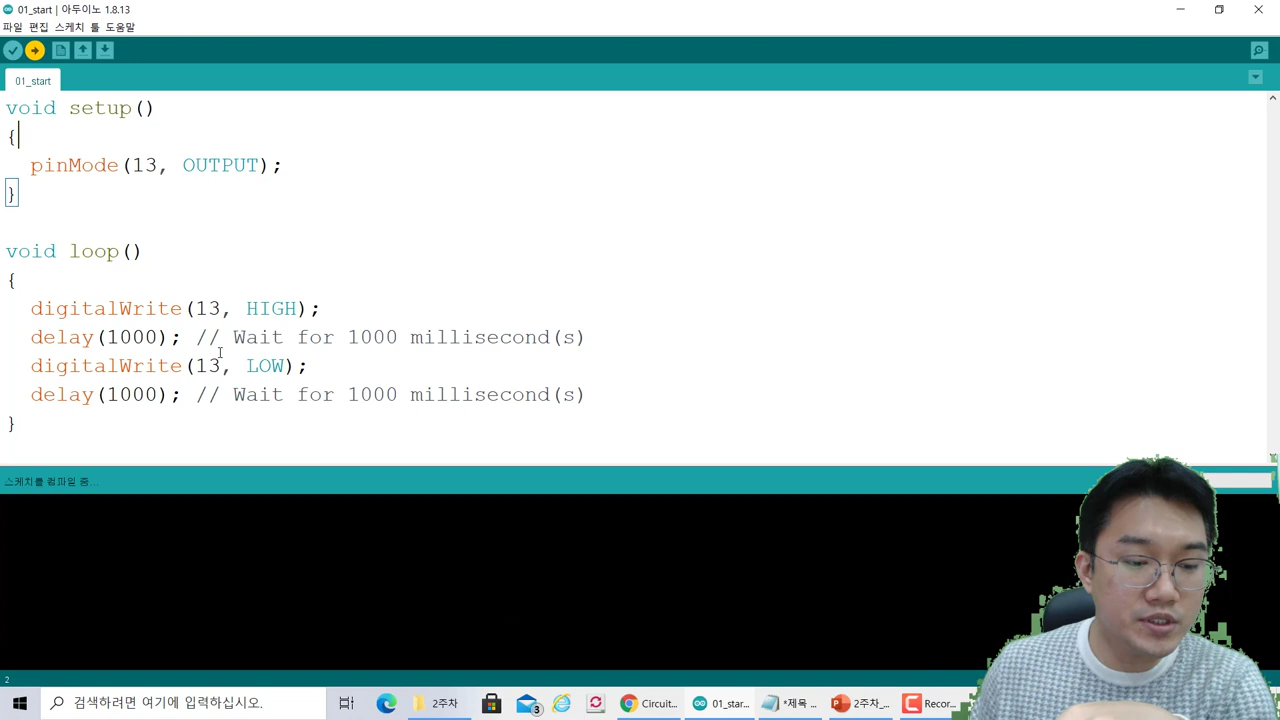 01_start | 아두이노 1.8.13
파일 편집 스케치 툴 도움말
01_start
void setup()
{
pinMode(13, OUTPUT);
}
void loop()
{
digitalWrite(13, HIGH);
delay(1000); // Wait for 1000 millisecond(s)
digitalWrite(13, LOW);
delay(1000); // Wait for 1000 millisecond(s)
}
스케치를 컴파일 중...
2
검색하려면 여기에 입력하십시오. 2주차 3 Circuit... 01_star... *제목 ... 2주차_... Recor...